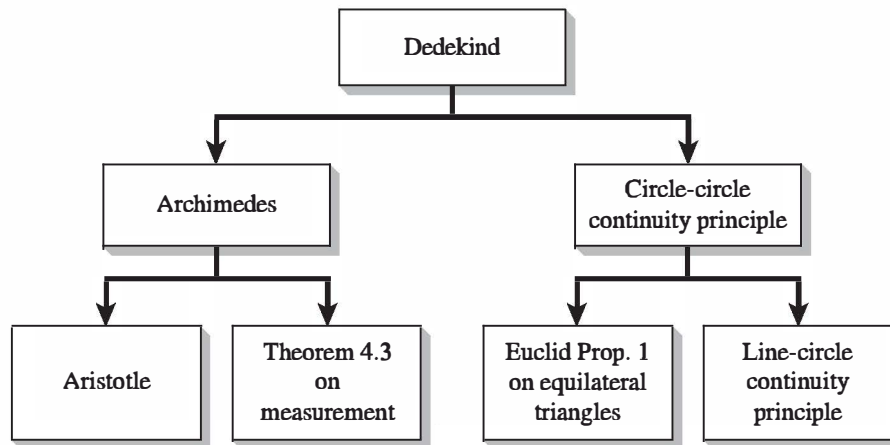 Dedekind
Archimedes
Circle-circle
continuity principle
Aristotle
Theorem 4.3
on
measurement
Euclid Prop. 1
on equilateral
triangles
Line-circle
continuity
principle